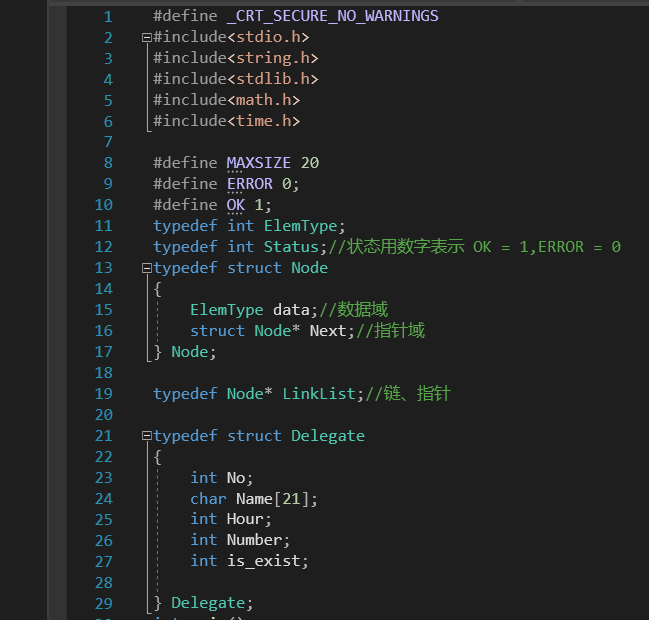 1 #define _CRT_SECURE_NO_WARNINGS
2 #include<stdio.h>
3 #include<string.h>
4 #include<stdlib.h>
5 #include<math.h>
6 #include<time.h>
7
8 #define MAXSIZE 20
9 #define ERROR 0;
10 #define OK 1;
11 typedef int ElemType;
12 typedef int Status;//状态用数字表示 OK = 1,ERROR = 0
13 typedef struct Node
14 {
15 ElemType data;//数据域
16 struct Node* Next;//指针域
17 } Node;
18
19 typedef Node* LinkList;//链、指针
20
21 typedef struct Delegate
22 {
23 int No;
24 char Name[21];
25 int Hour;
26 int Number;
27 int is_exist;
28
29 } Delegate;